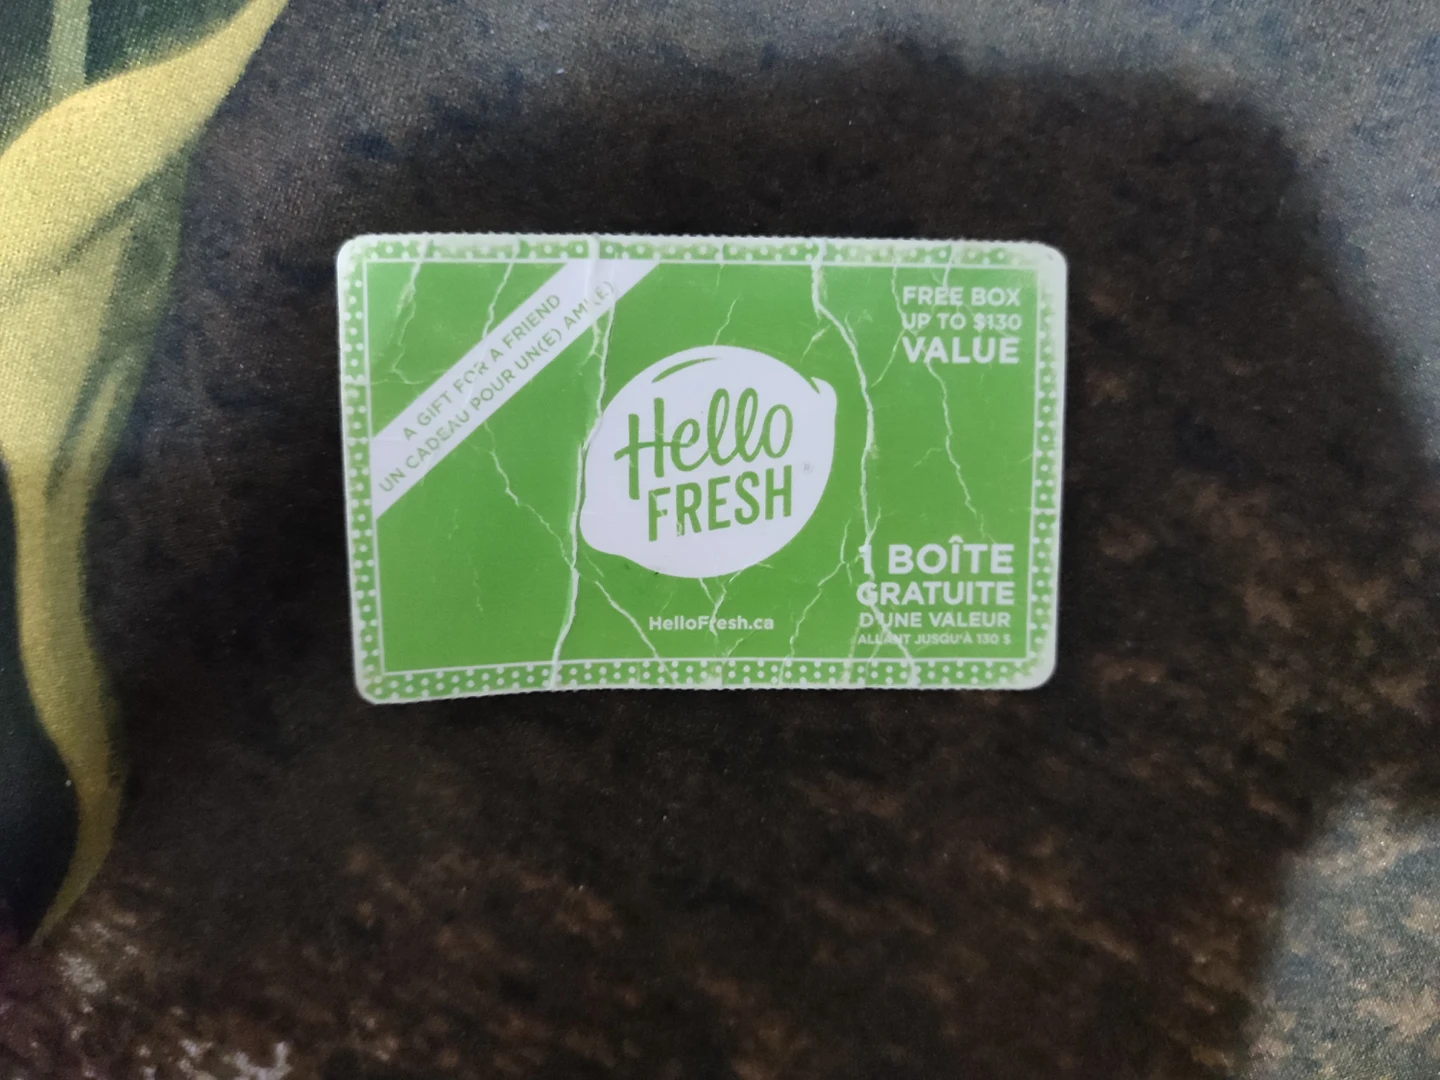 A GIFT FOR A FRIEND
UN CADEAU POUR UN(E) AMI(E)
FREE BOX
UP TO $130
VALUE
Hello
FRESH
®
HelloFresh.ca
1 BOÎTE
GRATUITE
D'UNE VALEUR
ALLANT JUSQU'À 130 $